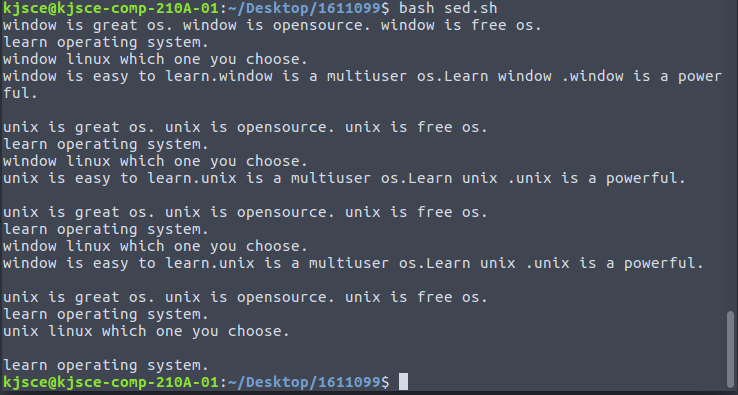 kjsce@kjsce-comp-210A-01:~/Desktop/1611099$ bash sed.sh
window is great os. window is opensource. window is free os.
learn operating system.
window linux which one you choose.
window is easy to learn.window is a multiuser os.Learn window .window is a power
ful.

unix is great os. unix is opensource. unix is free os.
learn operating system.
window linux which one you choose.
unix is easy to learn.unix is a multiuser os.Learn unix .unix is a powerful.

unix is great os. unix is opensource. unix is free os.
learn operating system.
window linux which one you choose.
window is easy to learn.unix is a multiuser os.Learn unix .unix is a powerful.

unix is great os. unix is opensource. unix is free os.
learn operating system.
unix linux which one you choose.

learn operating system.
kjsce@kjsce-comp-210A-01:~/Desktop/1611099$